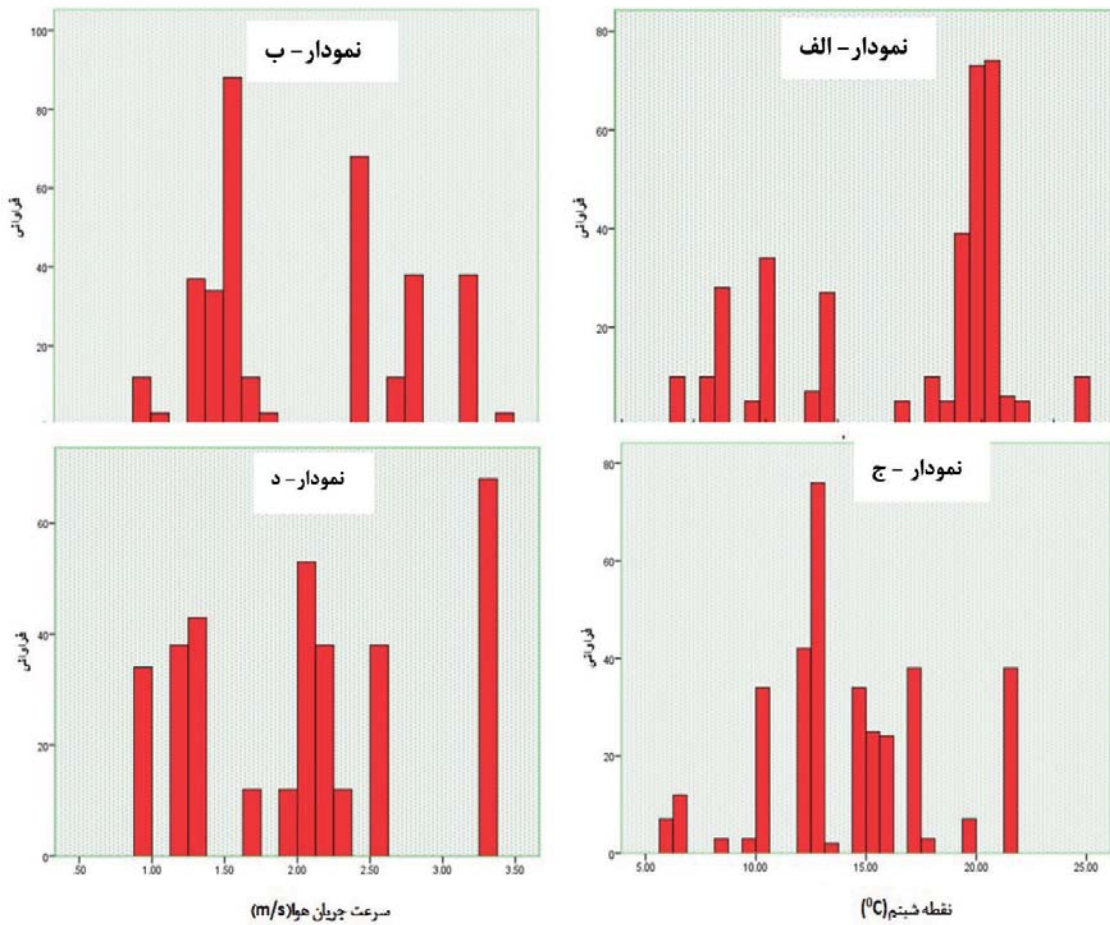 نمودار - الف
80
60
40
20
نمودار - ب
100
80
60
40
20
فراوانی
فراوانی
نمودار - ج
80
60
40
20
0
فراوانی
5.00 10.00 15.00 20.00 25.00
نقطه شبنم(⁰C)
نمودار - د
60
40
20
0
فراوانی
.50 1.00 1.50 2.00 2.50 3.00 3.50
سرعت جریان هوا(m/s)